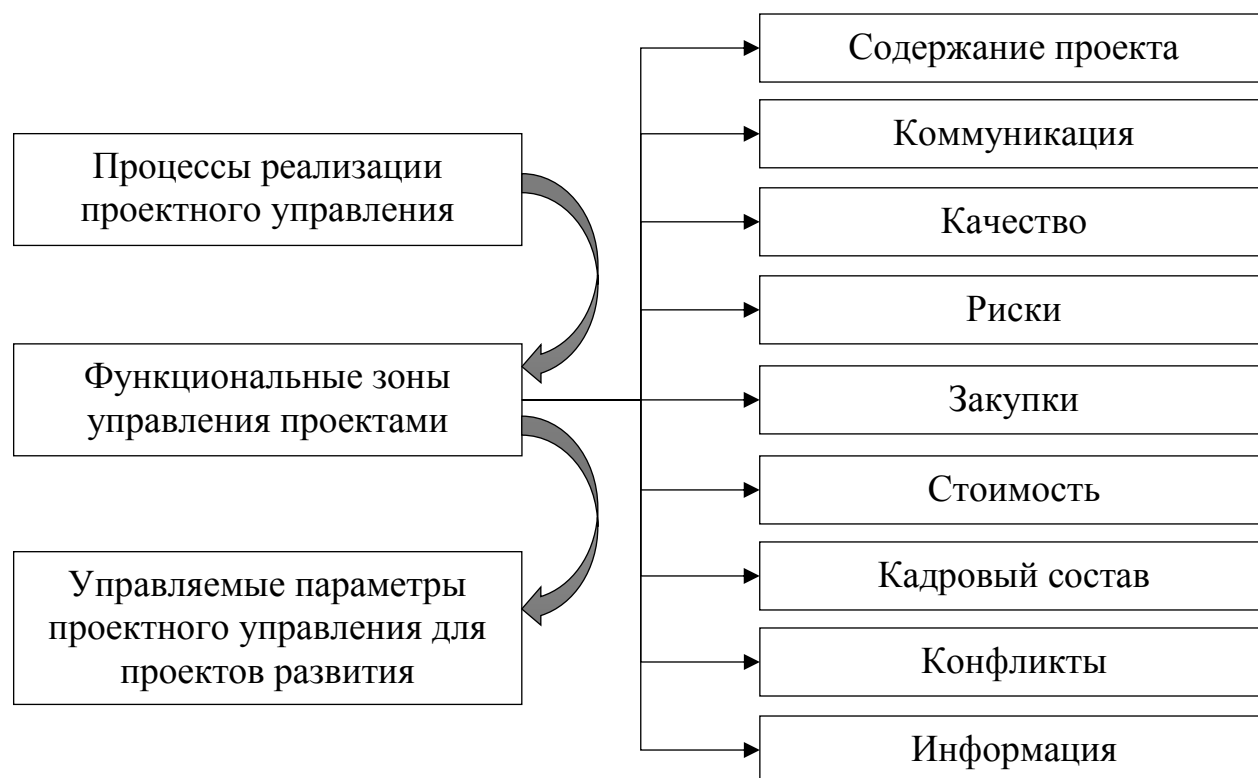 Процессы реализации
проектного управления
Функциональные зоны
управления проектами
Управляемые параметры
проектного управления для
проектов развития
Содержание проекта
Коммуникация
Качество
Риски
Закупки
Стоимость
Кадровый состав
Конфликты
Информация